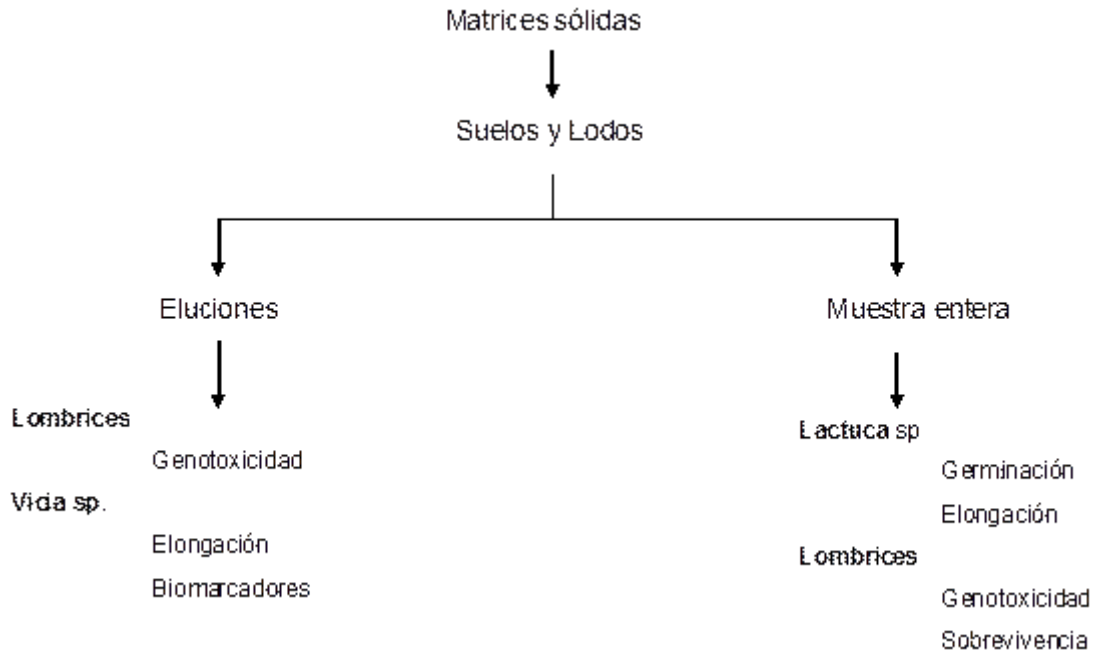 Matrices sólidas
Suelos y Lodos
Eluciones
Lombrices
Genotoxicidad
Vicia sp.
Elongación
Biomarcadores
Muestra entera
Lactuca sp
Germinación
Elongación
Lombrices
Genotoxicidad
Sobrevivencia